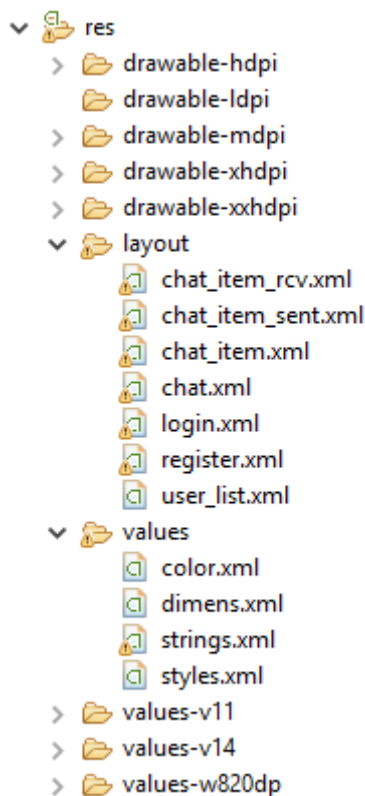 res
drawable-hdpi
drawable-ldpi
drawable-mdpi
drawable-xhdpi
drawable-xxhdpi
layout
chat_item_rcv.xml
chat_item_sent.xml
chat_item.xml
chat.xml
login.xml
register.xml
user_list.xml
values
color.xml
dimens.xml
strings.xml
styles.xml
values-v11
values-v14
values-w820dp